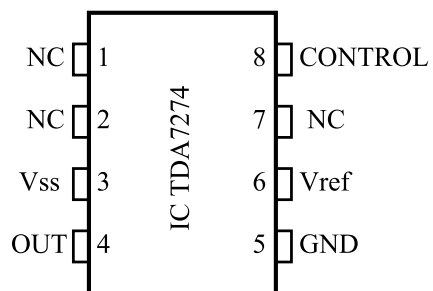 NC 1 8 CONTROL
NC 2 7 NC
Vss 3 6 Vref
OUT 4 5 GND
IC TDA7274